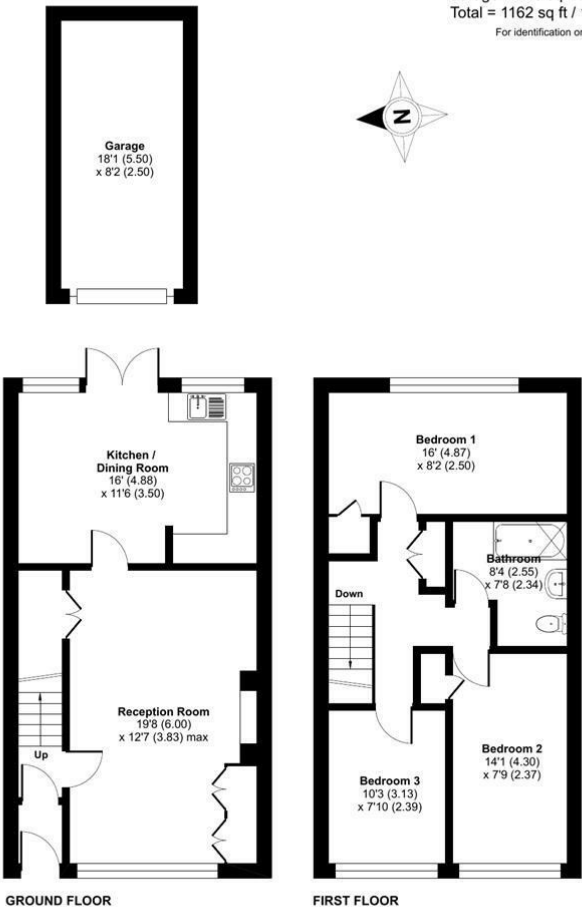 Total = 1162 sq ft /
For identification
N
Garage
18'1 (5.50)
x 8'2 (2.50)
Kitchen /
Dining Room
16' (4.88)
x 11'6 (3.50)
Reception Room
19'8 (6.00)
x 12'7 (3.83) max
Up
GROUND FLOOR
Bedroom 1
16' (4.87)
x 8'2 (2.50)
Bathroom
8'4 (2.55)
x 7'8 (2.34)
Down
Bedroom 2
14'1 (4.30)
x 7'9 (2.37)
Bedroom 3
10'3 (3.13)
x 7'10 (2.39)
FIRST FLOOR